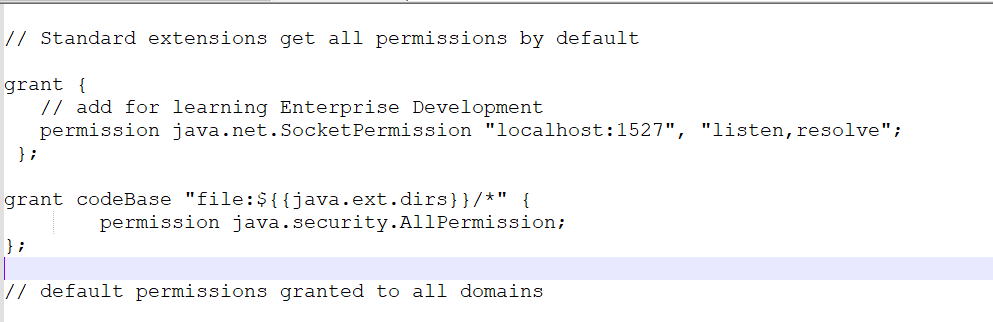 // Standard extensions get all permissions by default
grant {
// add for learning Enterprise Development
permission java.net.SocketPermission "localhost:1527", "listen,resolve";
};
grant codeBase "file:${{java.ext.dirs}}/*" {
permission java.security.AllPermission;
};
// default permissions granted to all domains